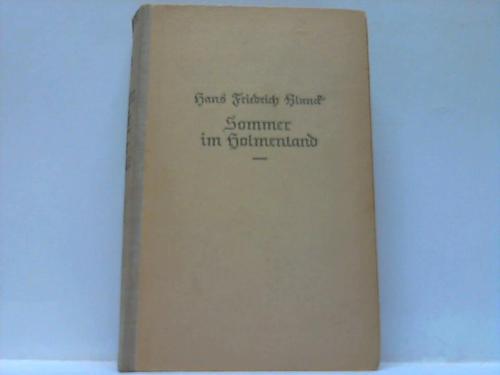 Hans Friedrich Blunck
Sommer
im Holmenland